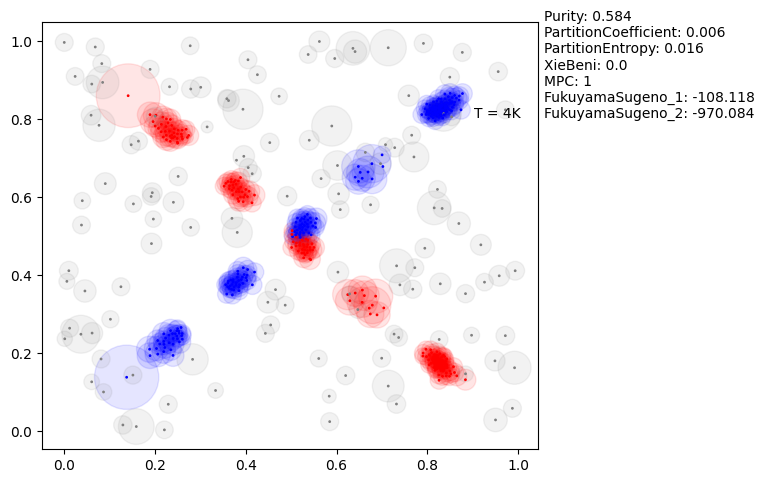 Purity: 0.584
PartitionCoefficient: 0.006
PartitionEntropy: 0.016
XieBeni: 0.0
MPC: 1
FukuyamaSugeno_1: -108.118
FukuyamaSugeno_2: -970.084
T = 4K
1.0
0.8
0.6
0.4
0.2
0.0
0.0 0.2 0.4 0.6 0.8 1.0